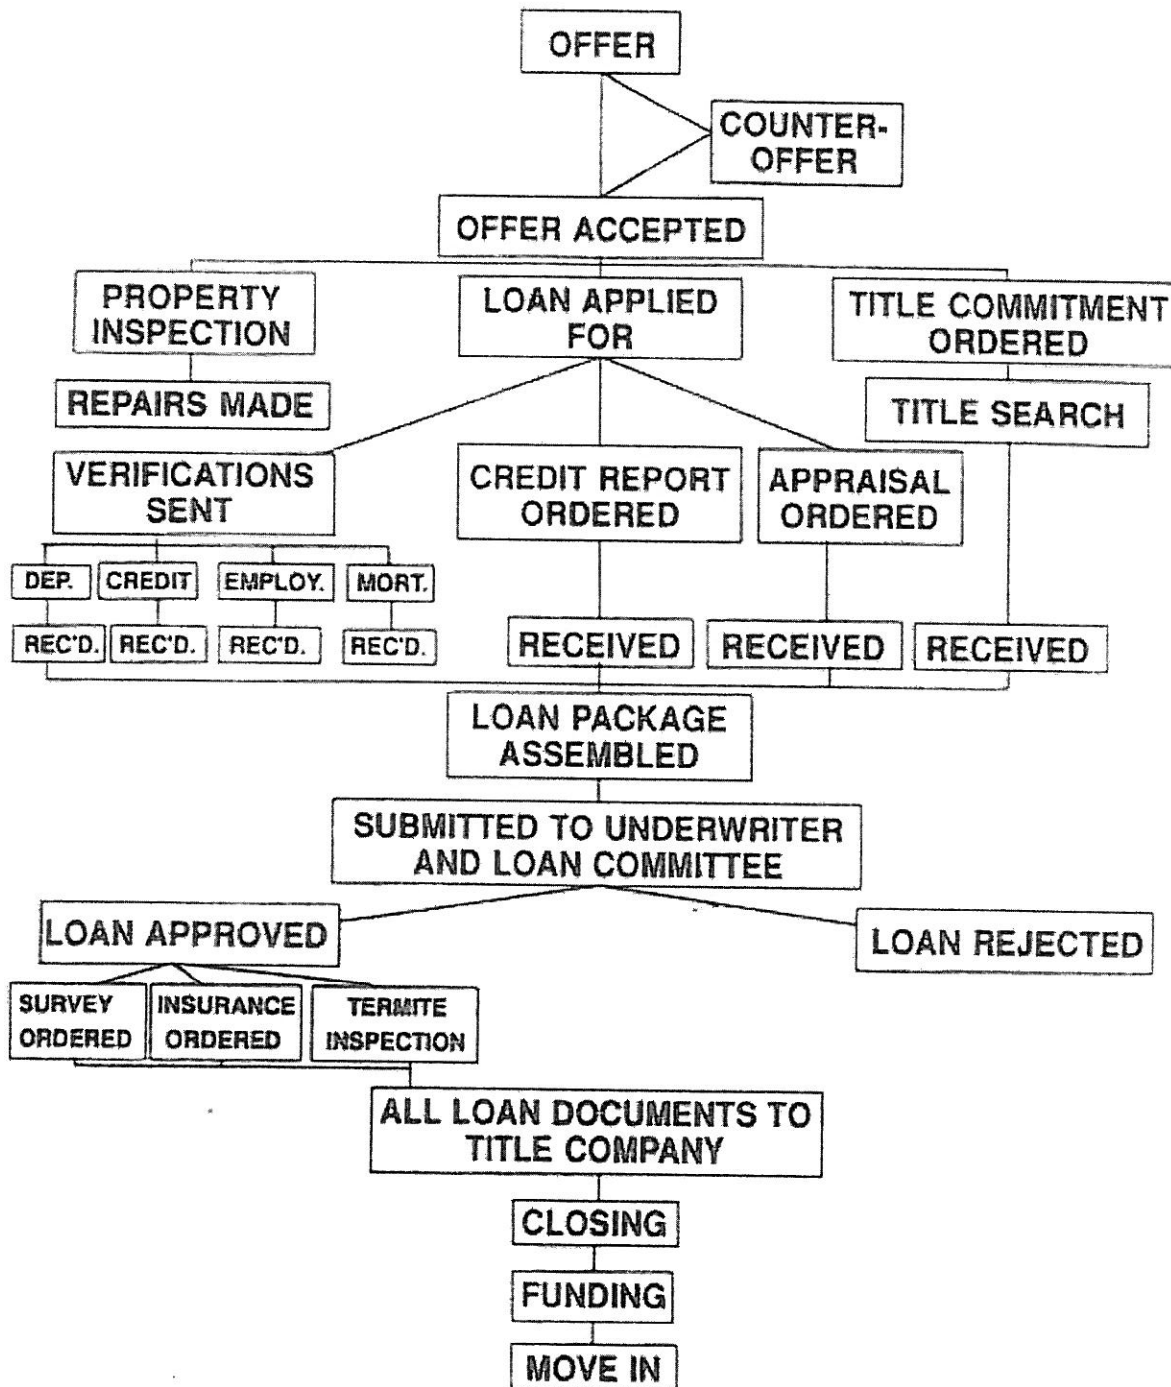 OFFER
COUNTER-
OFFER
OFFER ACCEPTED
PROPERTY
INSPECTION
LOAN APPLIED
FOR
TITLE COMMITMENT
ORDERED
REPAIRS MADE
TITLE SEARCH
VERIFICATIONS
SENT
CREDIT REPORT
ORDERED
APPRAISAL
ORDERED
DEP.
CREDIT
EMPLOY.
MORT.
REC'D.
REC'D.
REC'D.
REC'D.
RECEIVED
RECEIVED
RECEIVED
LOAN PACKAGE
ASSEMBLED
SUBMITTED TO UNDERWRITER
AND LOAN COMMITTEE
LOAN APPROVED
LOAN REJECTED
SURVEY
ORDERED
INSURANCE
ORDERED
TERMITE
INSPECTION
ALL LOAN DOCUMENTS TO
TITLE COMPANY
CLOSING
FUNDING
MOVE IN